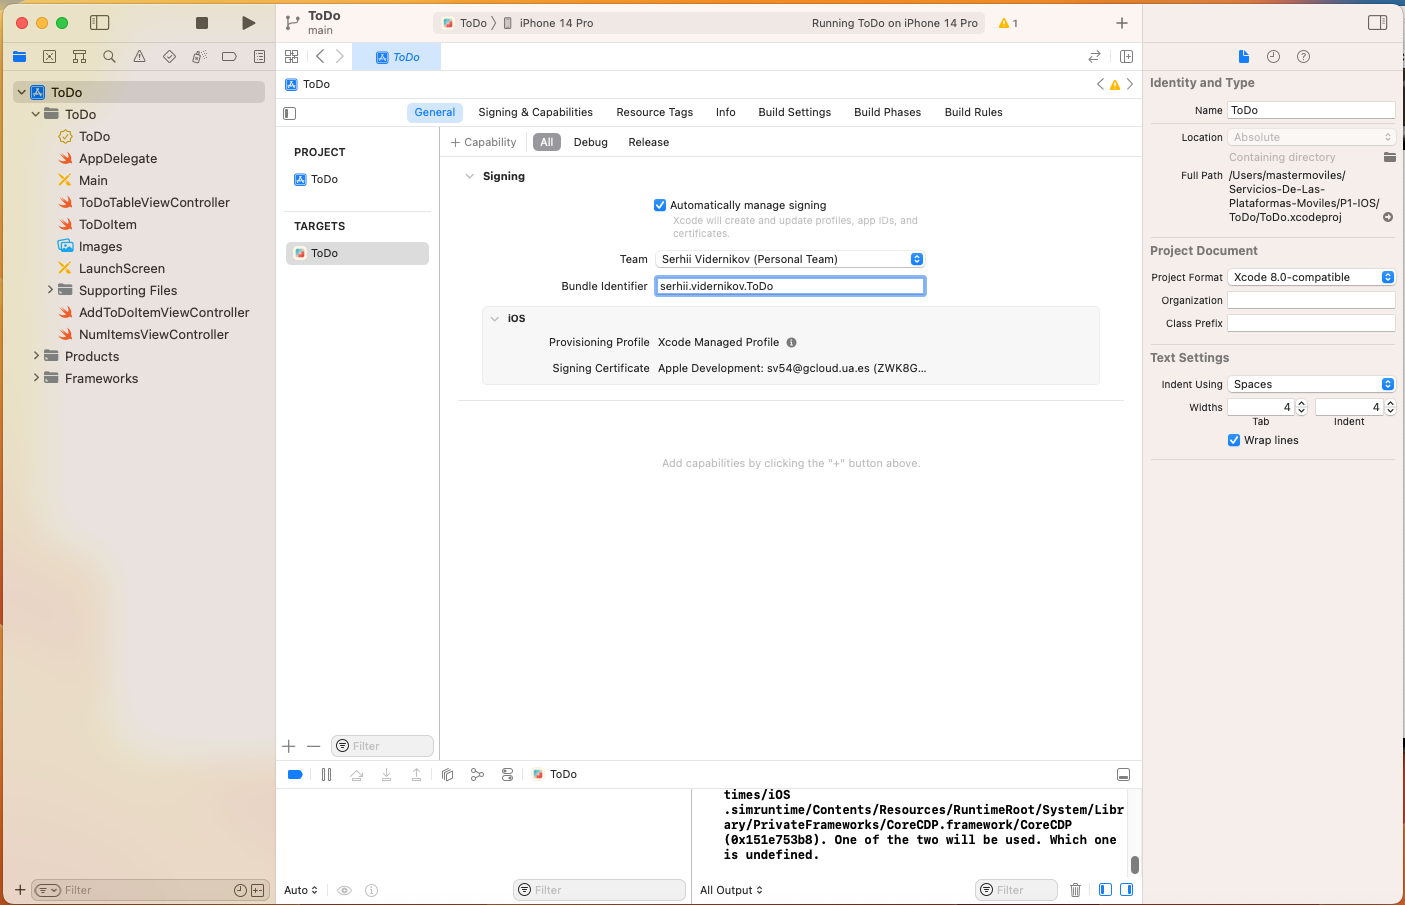 ToDo
main
ToDo
iPhone 14 Pro
Running ToDo on iPhone 14 Pro
1
ToDo
ToDo
ToDo
ToDo
AppDelegate
Main
ToDoTableViewController
ToDoItem
Images
LaunchScreen
Supporting Files
AddToDoItemViewController
NumItemsViewController
Products
Frameworks
Filter
ToDo
General
Signing & Capabilities
Resource Tags
Info
Build Settings
Build Phases
Build Rules
PROJECT
ToDo
TARGETS
ToDo
Filter
+ Capability
All
Debug
Release
Signing
Automatically manage signing
Xcode will create and update profiles, app IDs, and
certificates.
Team
Serhii Vidernikov (Personal Team)
Bundle Identifier
serhii.vidernikov.ToDo
iOS
Provisioning Profile
Xcode Managed Profile
Signing Certificate
Apple Development: sv54@gcloud.ua.es (ZWK8G...
Add capabilities by clicking the "+" button above.
ToDo
times/iOS
.simruntime/Contents/Resources/RuntimeRoot/System/Libr
ary/PrivateFrameworks/CoreCDP.framework/CoreCDP
(0x151e753b8). One of the two will be used. Which one
is undefined.
Auto
Filter
All Output
Filter
Identity and Type
Name
ToDo
Location
Absolute
Containing directory
Full Path
/Users/mastermoviles/
Servicios-De-Las-
Plataformas-Moviles/P1-IOS/
ToDo/ToDo.xcodeproj
Project Document
Project Format
Xcode 8.0-compatible
Organization
Class Prefix
Text Settings
Indent Using
Spaces
Widths
4
4
Tab
Indent
Wrap lines